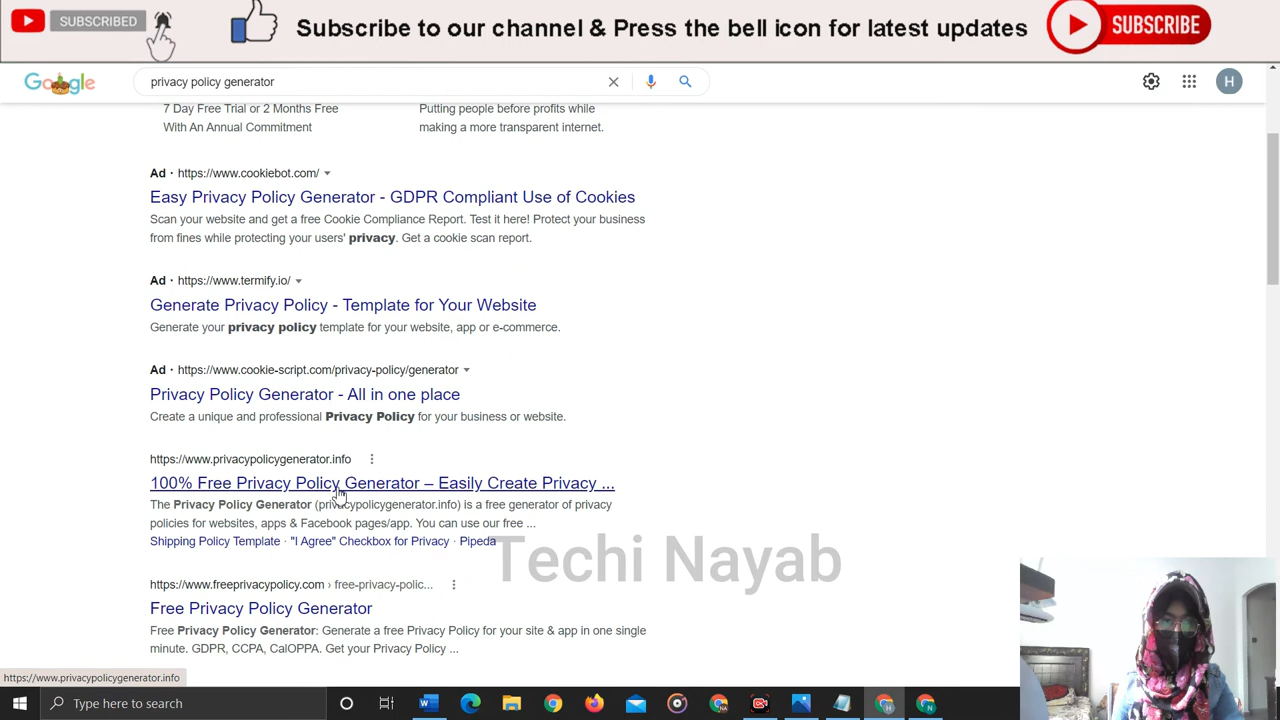 SUBSCRIBED
Subscribe to our channel & Press the bell icon for latest updates
SUBSCRIBE
Google
privacy policy generator
H
7 Day Free Trial or 2 Months Free
With An Annual Commitment
Putting people before profits while
making a more transparent internet.
Ad · https://www.cookiebot.com/
Easy Privacy Policy Generator - GDPR Compliant Use of Cookies
Scan your website and get a free Cookie Compliance Report. Test it here! Protect your business
from fines while protecting your users' privacy. Get a cookie scan report.
Ad · https://www.termify.io/
Generate Privacy Policy - Template for Your Website
Generate your privacy policy template for your website, app or e-commerce.
Ad · https://www.cookie-script.com/privacy-policy/generator
Privacy Policy Generator - All in one place
Create a unique and professional Privacy Policy for your business or website.
https://www.privacypolicygenerator.info
100% Free Privacy Policy Generator – Easily Create Privacy ...
The Privacy Policy Generator (privacypolicygenerator.info) is a free generator of privacy
policies for websites, apps & Facebook pages/app. You can use our free ...
Shipping Policy Template · "I Agree" Checkbox for Privacy · Pipeda
Techi Nayab
https://www.freeprivacypolicy.com › free-privacy-polic...
Free Privacy Policy Generator
Free Privacy Policy Generator: Generate a free Privacy Policy for your site & app in one single
minute. GDPR, CCPA, CalOPPA. Get your Privacy Policy ...
https://www.privacypolicygenerator.info
Type here to search